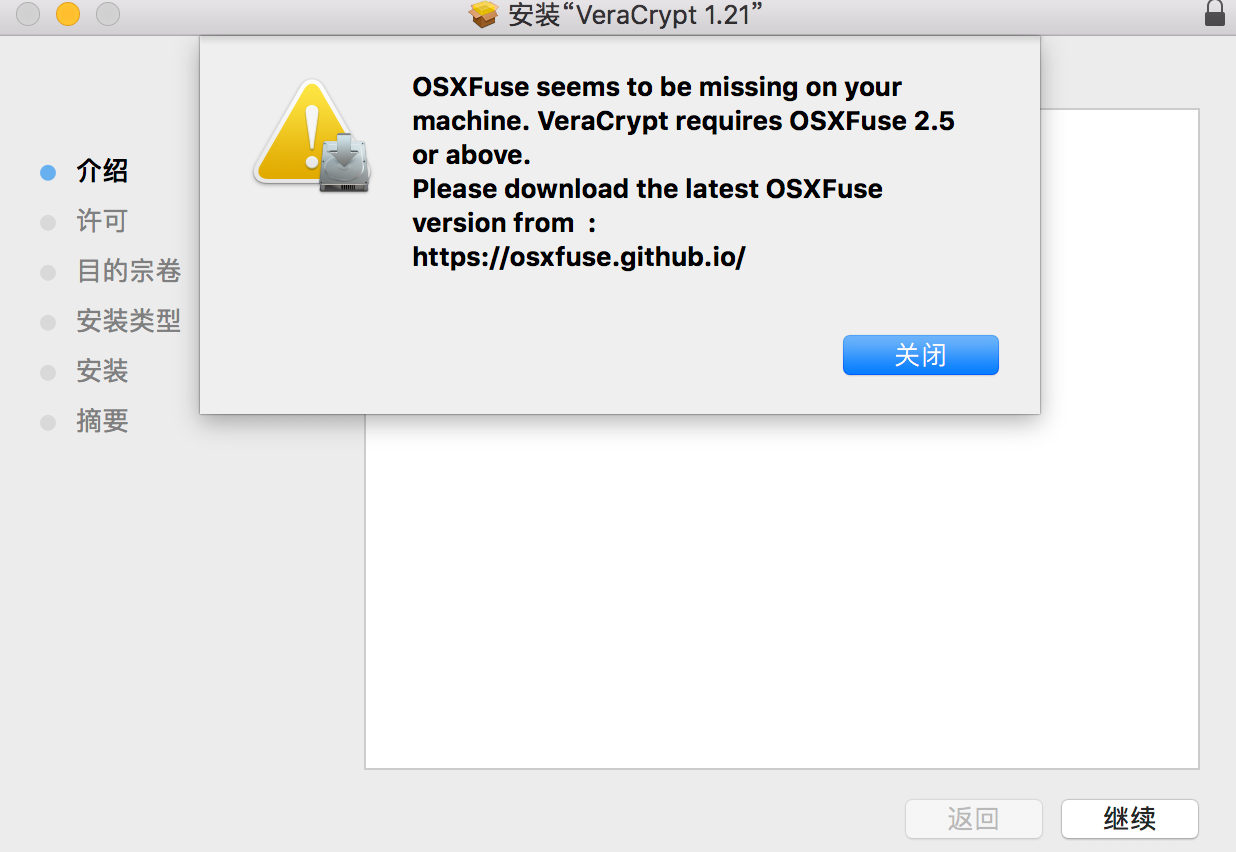 安装“VeraCrypt 1.21”
OSXFuse seems to be missing on your
machine. VeraCrypt requires OSXFuse 2.5
or above.
Please download the latest OSXFuse
version from  :
https://osxfuse.github.io/
关闭
介绍
许可
目的宗卷
安装类型
安装
摘要
返回
继续